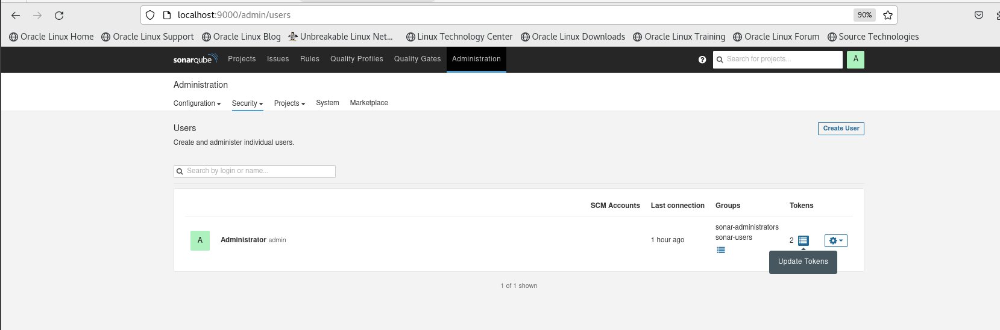 localhost:9000/admin/users
90%
Oracle Linux Home Oracle Linux Support Oracle Linux Blog Unbreakable Linux Net... Linux Technology Center Oracle Linux Downloads Oracle Linux Training Oracle Linux Forum Source Technologies
sonarqube Projects Issues Rules Quality Profiles Quality Gates Administration ? Search for projects... A
Administration
Configuration Security Projects System Marketplace
Users
Create User
Create and administer individual users.
Search by login or name...
SCM Accounts Last connection Groups Tokens
A Administrator admin 1 hour ago sonar-administrators
sonar-users
2
Update Tokens
1 of 1 shown